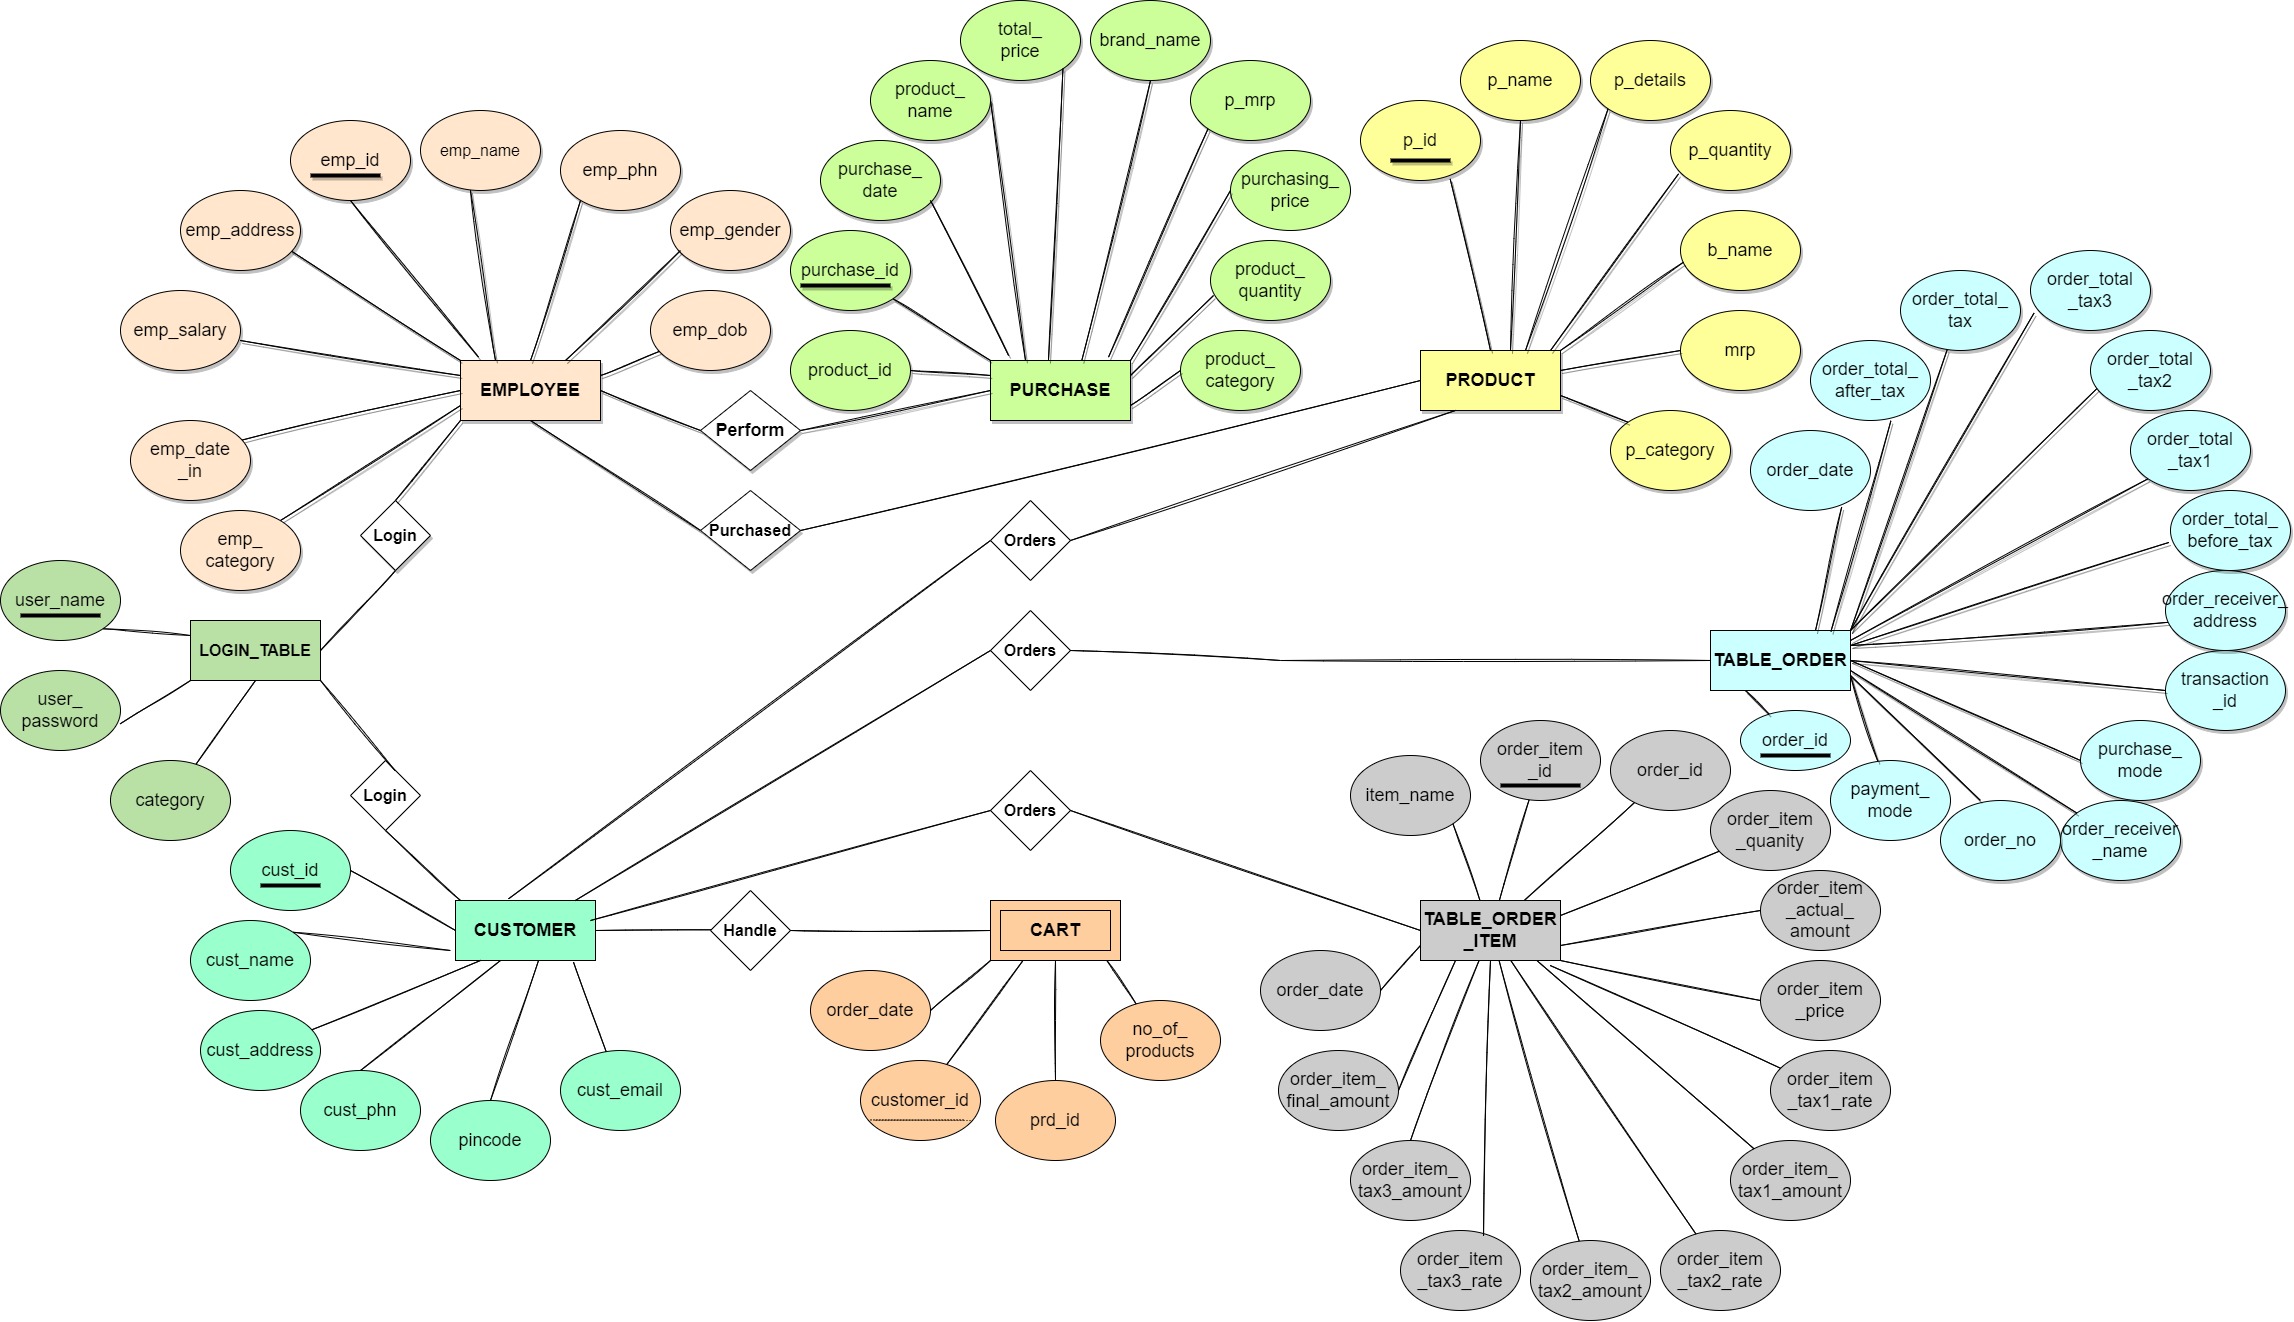 total_
price
brand_name
product_
name
p_mrp
purchase_
date
purchasing_
price
purchase_id
product_
quantity
product_id
product_
category
PURCHASE
p_name
p_details
p_id
p_quantity
b_name
mrp
p_category
PRODUCT
emp_id
emp_name
emp_phn
emp_address
emp_gender
emp_salary
emp_dob
EMPLOYEE
emp_date
_in
emp_
category
Perform
Purchased
Login
Orders
order_total_
tax
order_total
_tax3
order_total_
after_tax
order_total
_tax2
order_date
order_total
_tax1
order_total_
before_tax
order_receiver_
address
TABLE_ORDER
transaction
_id
order_id
purchase_
mode
payment_
mode
order_no
order_receiver
_name
user_name
LOGIN_TABLE
user_
password
category
Login
Orders
Orders
cust_id
CUSTOMER
cust_name
cust_address
cust_phn
pincode
cust_email
Handle
CART
order_date
customer_id
prd_id
no_of_
products
item_name
order_item
_id
order_id
order_item
_quanity
order_item
_actual_
amount
TABLE_ORDER
_ITEM
order_date
order_item
_price
order_item_
final_amount
order_item
_tax1_rate
order_item_
tax3_amount
order_item_
tax1_amount
order_item
_tax3_rate
order_item_
tax2_amount
order_item
_tax2_rate